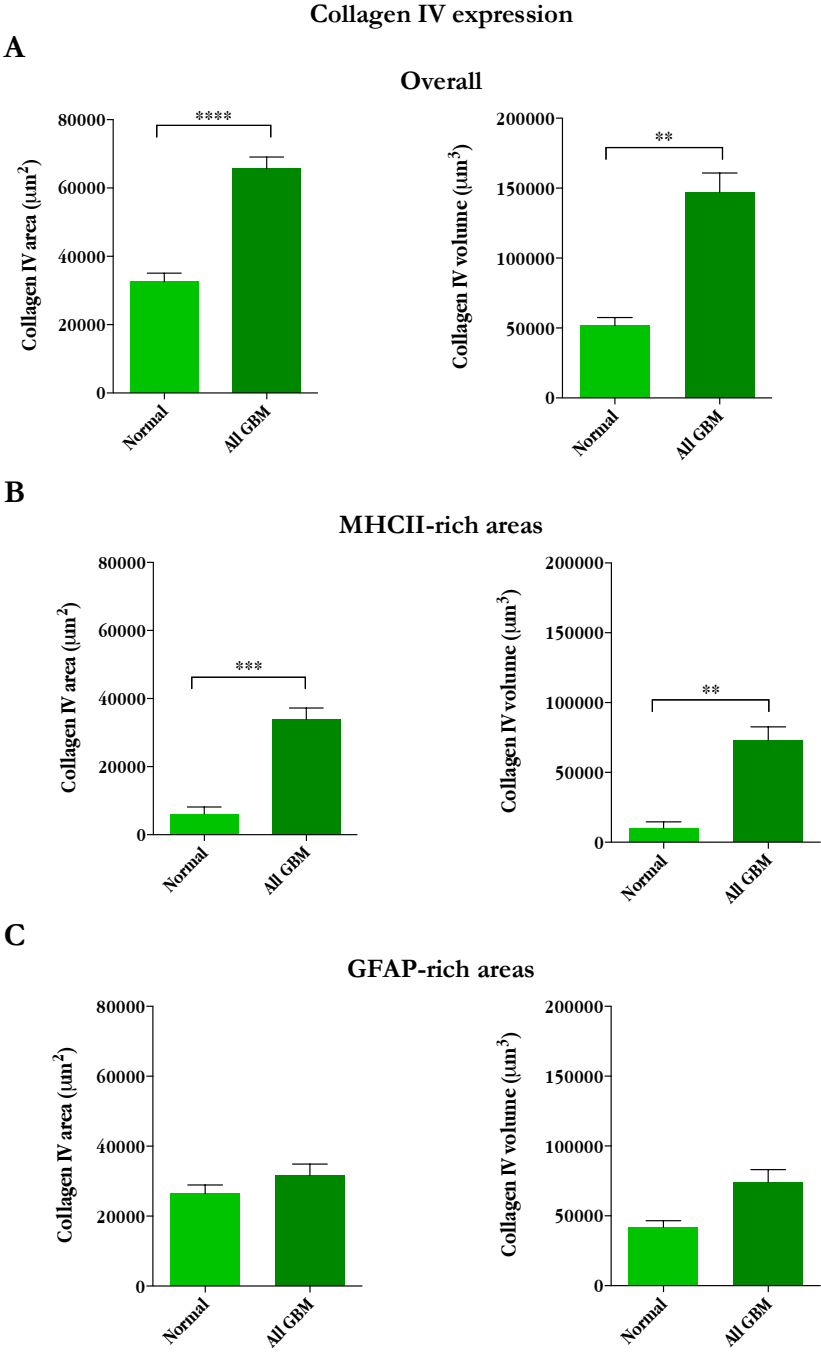 Collagen IV expression
A
Overall
Collagen IV area (μm²)
80000
60000
40000
20000
0
****
Normal
All GBM
Collagen IV volume (μm³)
200000
150000
100000
50000
0
**
Normal
All GBM
B
MHCII-rich areas
Collagen IV area (μm²)
80000
60000
40000
20000
0
***
Normal
All GBM
Collagen IV volume (μm³)
200000
150000
100000
50000
0
**
Normal
All GBM
C
GFAP-rich areas
Collagen IV area (μm²)
80000
60000
40000
20000
0
Normal
All GBM
Collagen IV volume (μm³)
200000
150000
100000
50000
0
Normal
All GBM